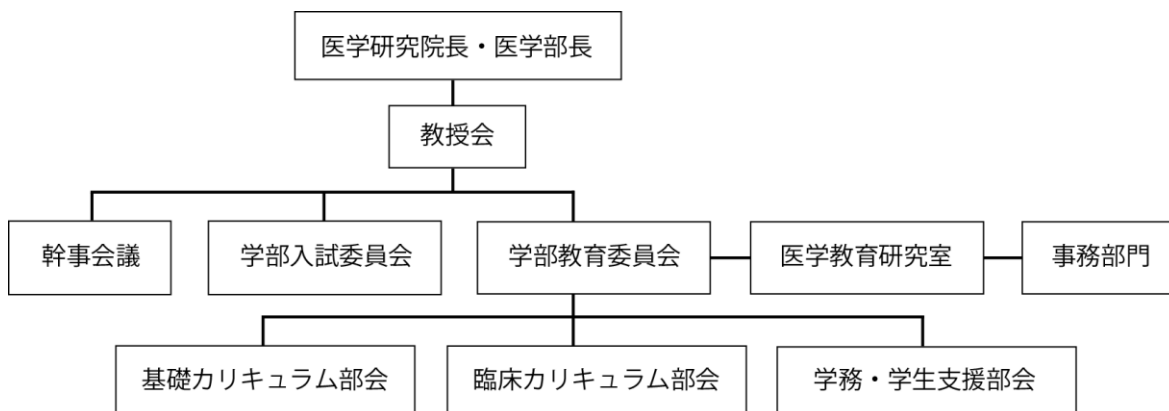 医学研究院長・医学部長
教授会
幹事会議
学部入試委員会
学部教育委員会
医学教育研究室
事務部門
基礎カリキュラム部会
臨床カリキュラム部会
学務・学生支援部会